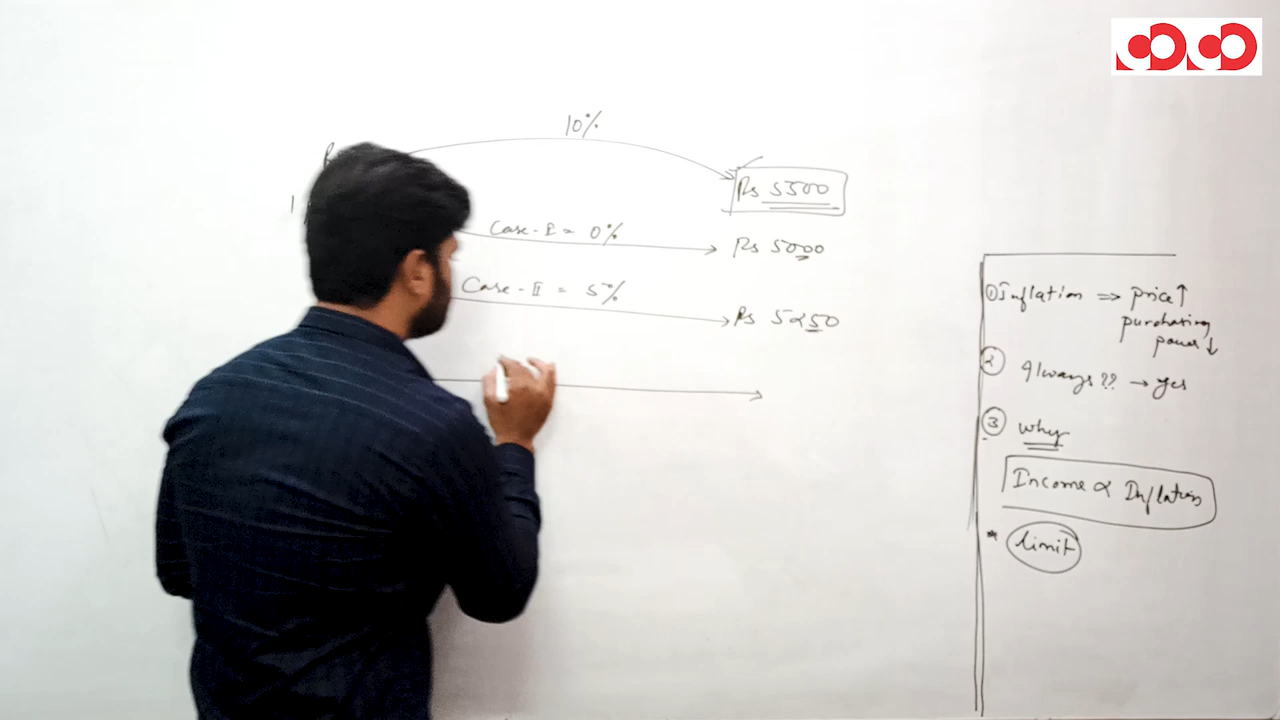 10%
Rs 5500
Case-I = 0%
Rs 5000
Case-II = 5%
Rs 5250
① Inflation ⇒ price↑
purchasing
power ↓
② Always?? → yes
③ why
Income ∝ Inflation
* limit